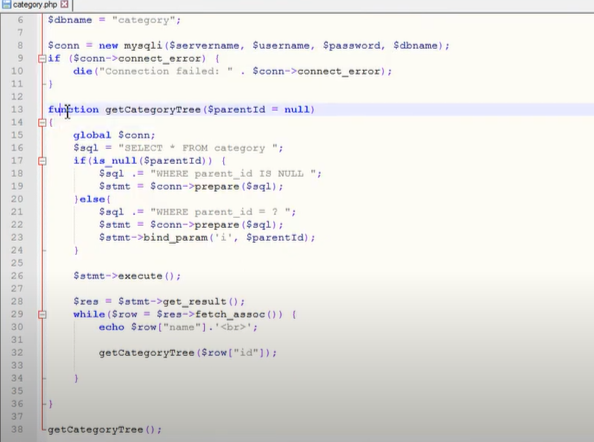 category.php
6 $dbname = "category";
7
8 $conn = new mysqli($servername, $username, $password, $dbname);
9 if ($conn->connect_error) {
10     die("Connection failed: " . $conn->connect_error);
11 }
12
13 function getCategoryTree($parentId = null)
14 {
15     global $conn;
16     $sql = "SELECT * FROM category ";
17     if(is_null($parentId)) {
18         $sql .= "WHERE parent_id IS NULL ";
19         $stmt = $conn->prepare($sql);
20     }else{
21         $sql .= "WHERE parent_id = ? ";
22         $stmt = $conn->prepare($sql);
23         $stmt->bind_param('i', $parentId);
24     }
25
26     $stmt->execute();
27
28     $res = $stmt->get_result();
29     while($row = $res->fetch_assoc()) {
30         echo $row["name"].'<br>';
31
32         getCategoryTree($row["id"]);
33
34     }
35
36 }
37
38 getCategoryTree();